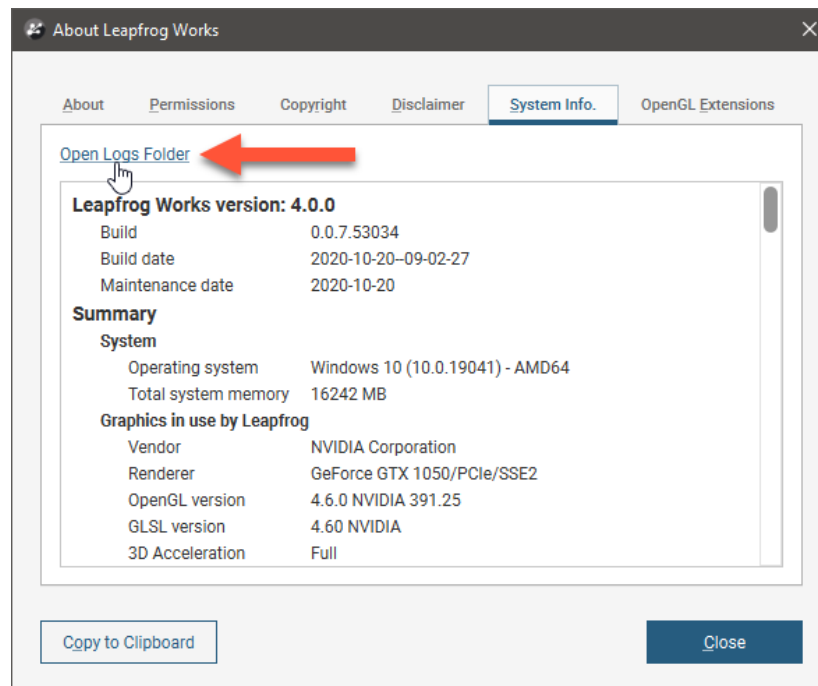 About Leapfrog Works
About Permissions Copyright Disclaimer System Info. OpenGL Extensions
Open Logs Folder
Leapfrog Works version: 4.0.0
Build 0.0.7.53034
Build date 2020-10-20--09-02-27
Maintenance date 2020-10-20
Summary
System
Operating system Windows 10 (10.0.19041) - AMD64
Total system memory 16242 MB
Graphics in use by Leapfrog
Vendor NVIDIA Corporation
Renderer GeForce GTX 1050/PCIe/SSE2
OpenGL version 4.6.0 NVIDIA 391.25
GLSL version 4.60 NVIDIA
3D Acceleration Full
Copy to Clipboard Close